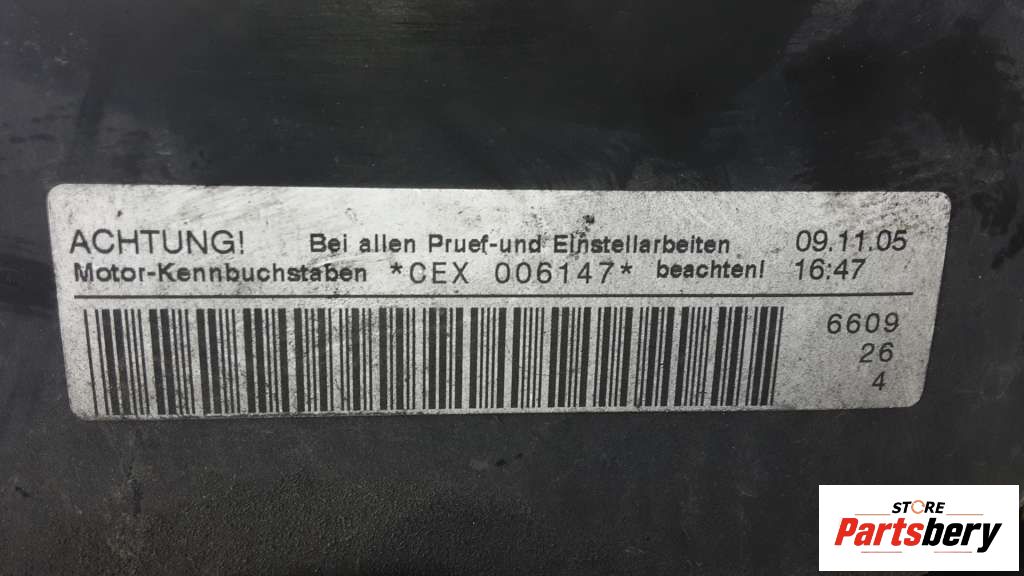 ACHTUNG! Bei allen Pruef-und Einstellarbeiten 09.11.05
Motor-Kennbuchstaben *CEX 006147* beachten! 16:47
6609
26
4
STORE
Partsbery